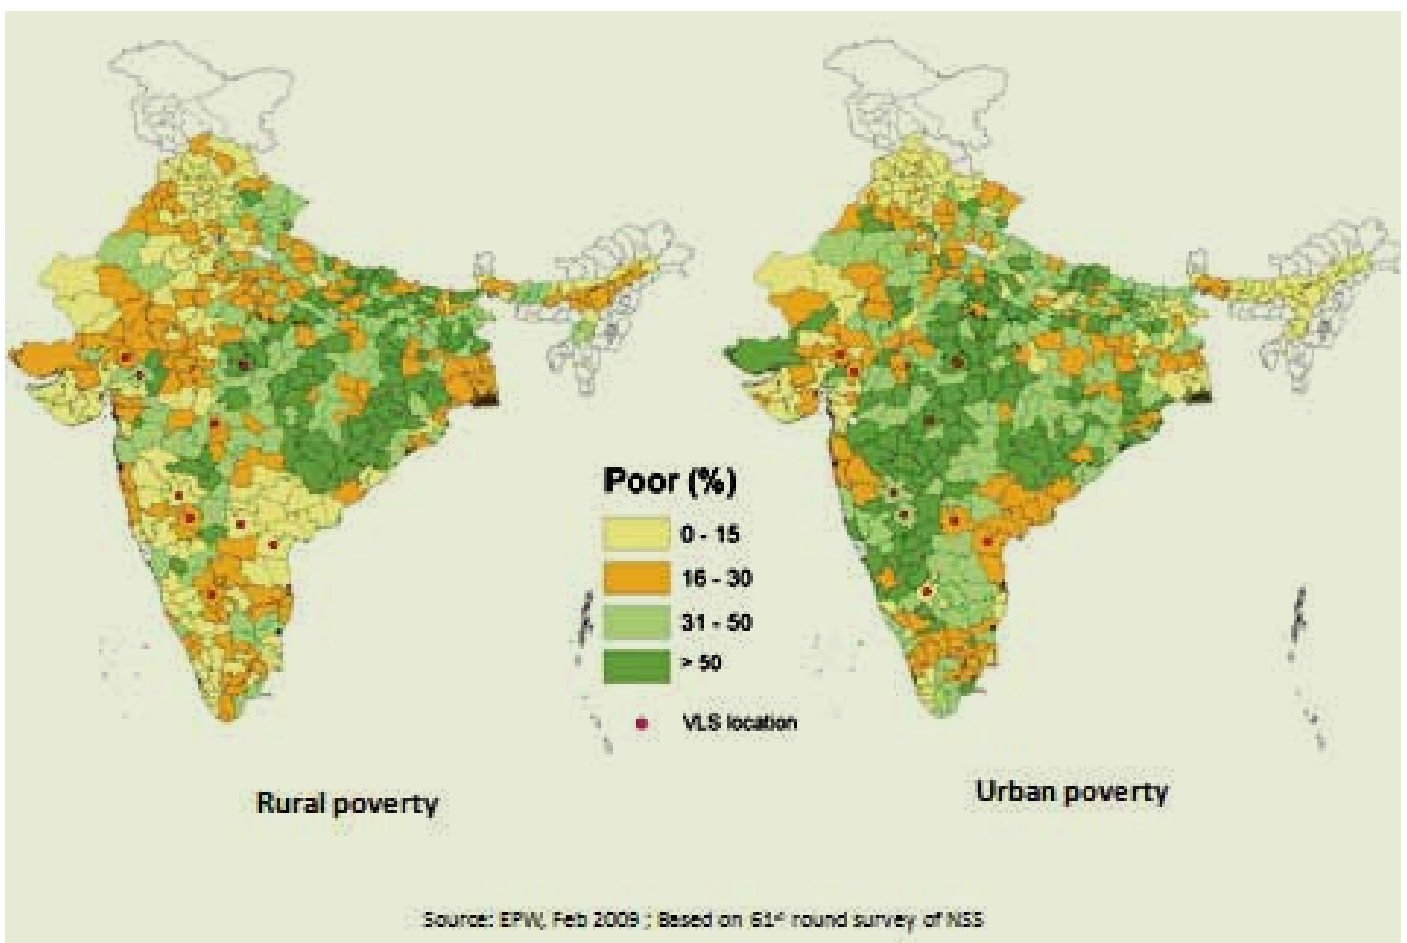 Poor (%)
0 - 15
16 - 30
31 - 50
> 50
VLS location
Rural poverty
Urban poverty
Source: EPW, Feb 2009 ; Based on 61st round survey of NSS